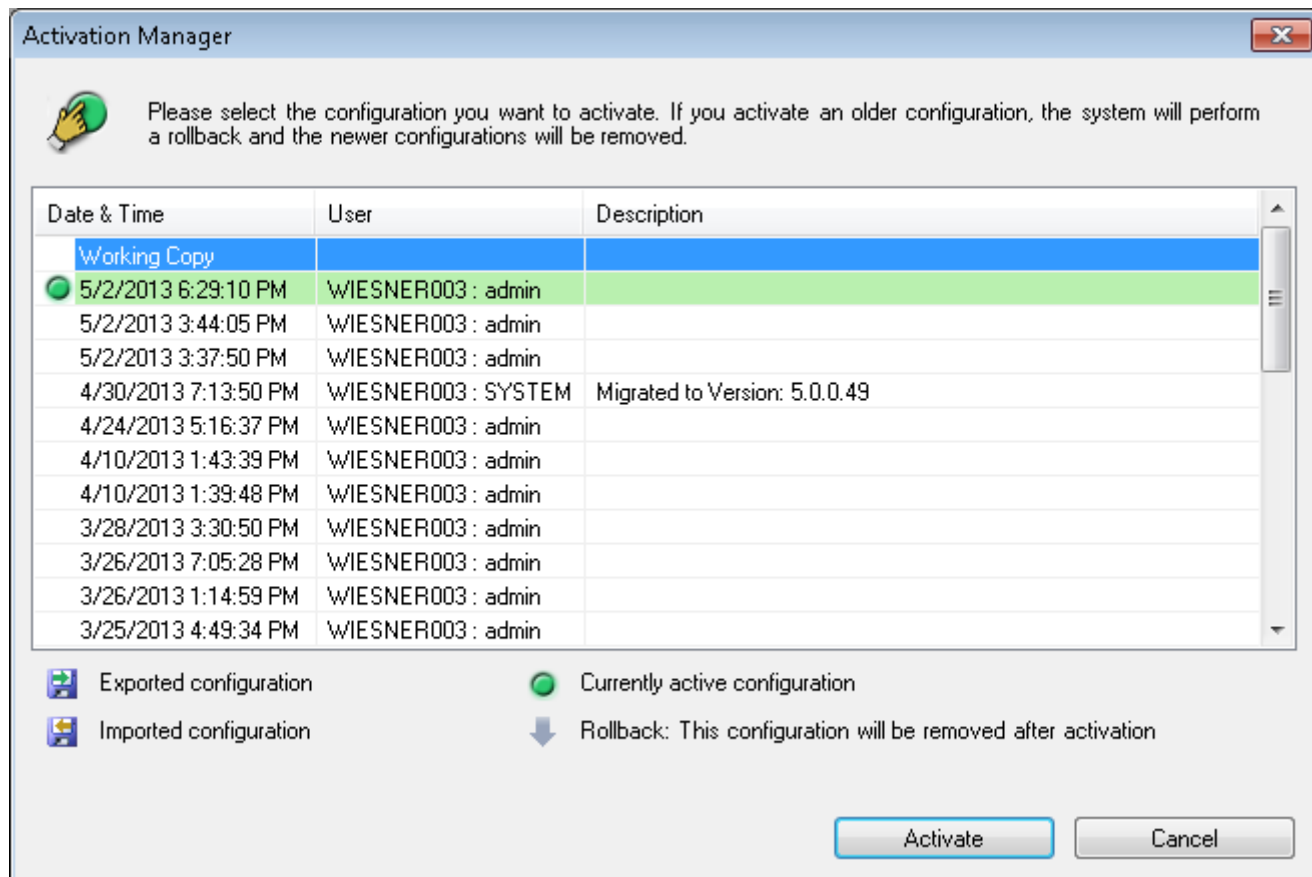 Activation Manager
Please select the configuration you want to activate. If you activate an older configuration, the system will perform
a rollback and the newer configurations will be removed.
Date & Time User Description
Working Copy
5/2/2013 6:29:10 PM WIESNER003 : admin
5/2/2013 3:44:05 PM WIESNER003 : admin
5/2/2013 3:37:50 PM WIESNER003 : admin
4/30/2013 7:13:50 PM WIESNER003 : SYSTEM Migrated to Version: 5.0.0.49
4/24/2013 5:16:37 PM WIESNER003 : admin
4/10/2013 1:43:39 PM WIESNER003 : admin
4/10/2013 1:39:48 PM WIESNER003 : admin
3/28/2013 3:30:50 PM WIESNER003 : admin
3/26/2013 7:05:28 PM WIESNER003 : admin
3/26/2013 1:14:59 PM WIESNER003 : admin
3/25/2013 4:49:34 PM WIESNER003 : admin
Exported configuration Currently active configuration
Imported configuration Rollback: This configuration will be removed after activation
Activate Cancel